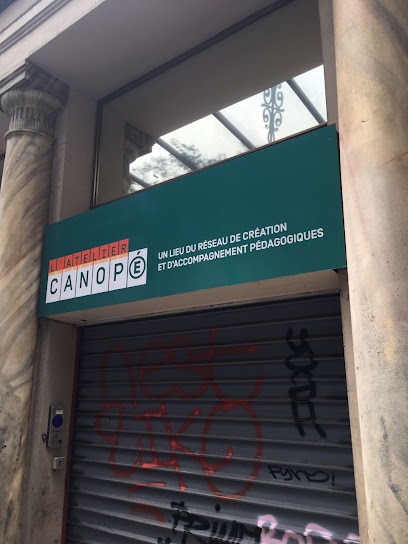 L'ATELIER
CANOPÉ
UN LIEU DU RÉSEAU DE CRÉATION
ET D'ACCOMPAGNEMENT PÉDAGOGIQUES